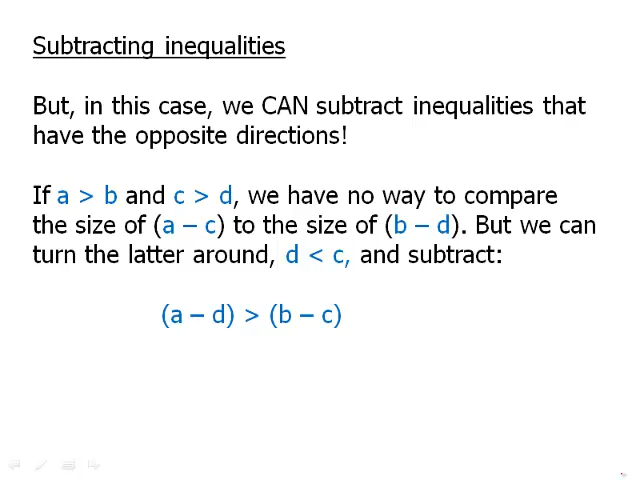 Subtracting inequalities
But, in this case, we CAN subtract inequalities that
have the opposite directions!
If a > b and c > d, we have no way to compare
the size of (a – c) to the size of (b – d). But we can
turn the latter around, d < c, and subtract:
(a – d) > (b – c)